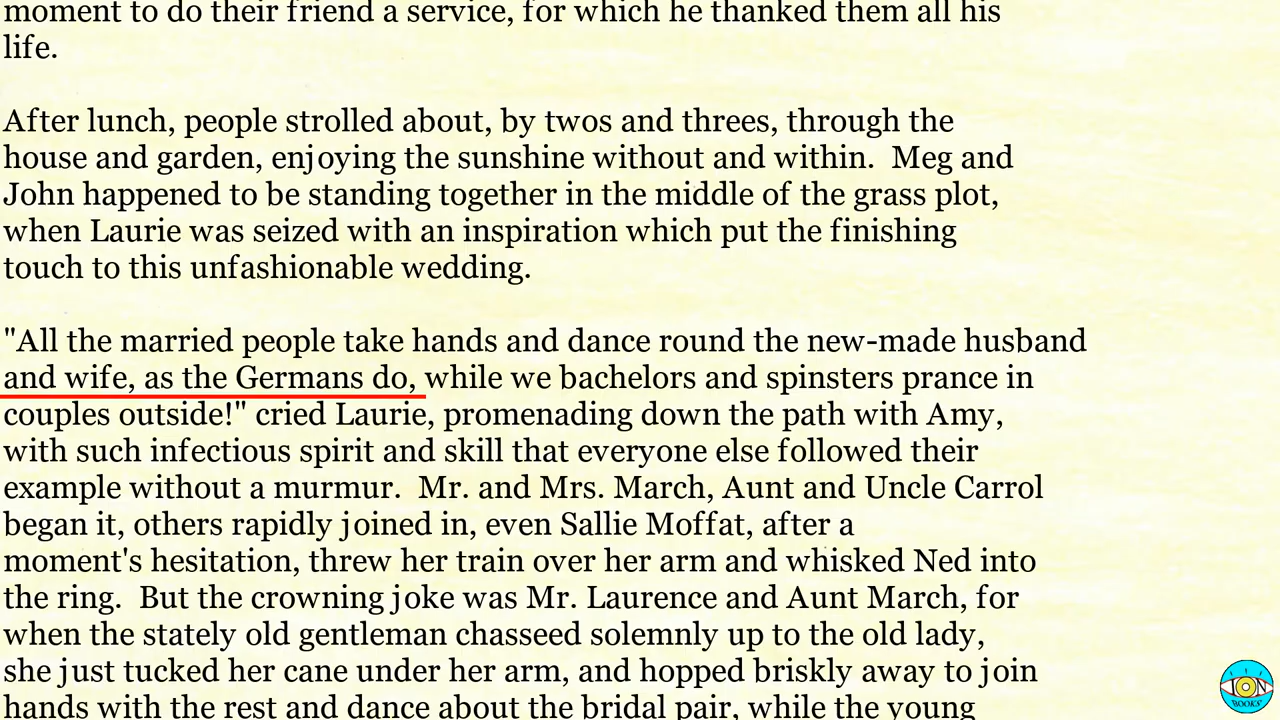 moment to do their friend a service, for which he thanked them all his
life.
After lunch, people strolled about, by twos and threes, through the
house and garden, enjoying the sunshine without and within.  Meg and
John happened to be standing together in the middle of the grass plot,
when Laurie was seized with an inspiration which put the finishing
touch to this unfashionable wedding.
"All the married people take hands and dance round the new-made husband
and wife, as the Germans do, while we bachelors and spinsters prance in
couples outside!" cried Laurie, promenading down the path with Amy,
with such infectious spirit and skill that everyone else followed their
example without a murmur.  Mr. and Mrs. March, Aunt and Uncle Carrol
began it, others rapidly joined in, even Sallie Moffat, after a
moment's hesitation, threw her train over her arm and whisked Ned into
the ring.  But the crowning joke was Mr. Laurence and Aunt March, for
when the stately old gentleman chasseed solemnly up to the old lady,
she just tucked her cane under her arm, and hopped briskly away to join
hands with the rest and dance about the bridal pair, while the young
ION
BOOKS